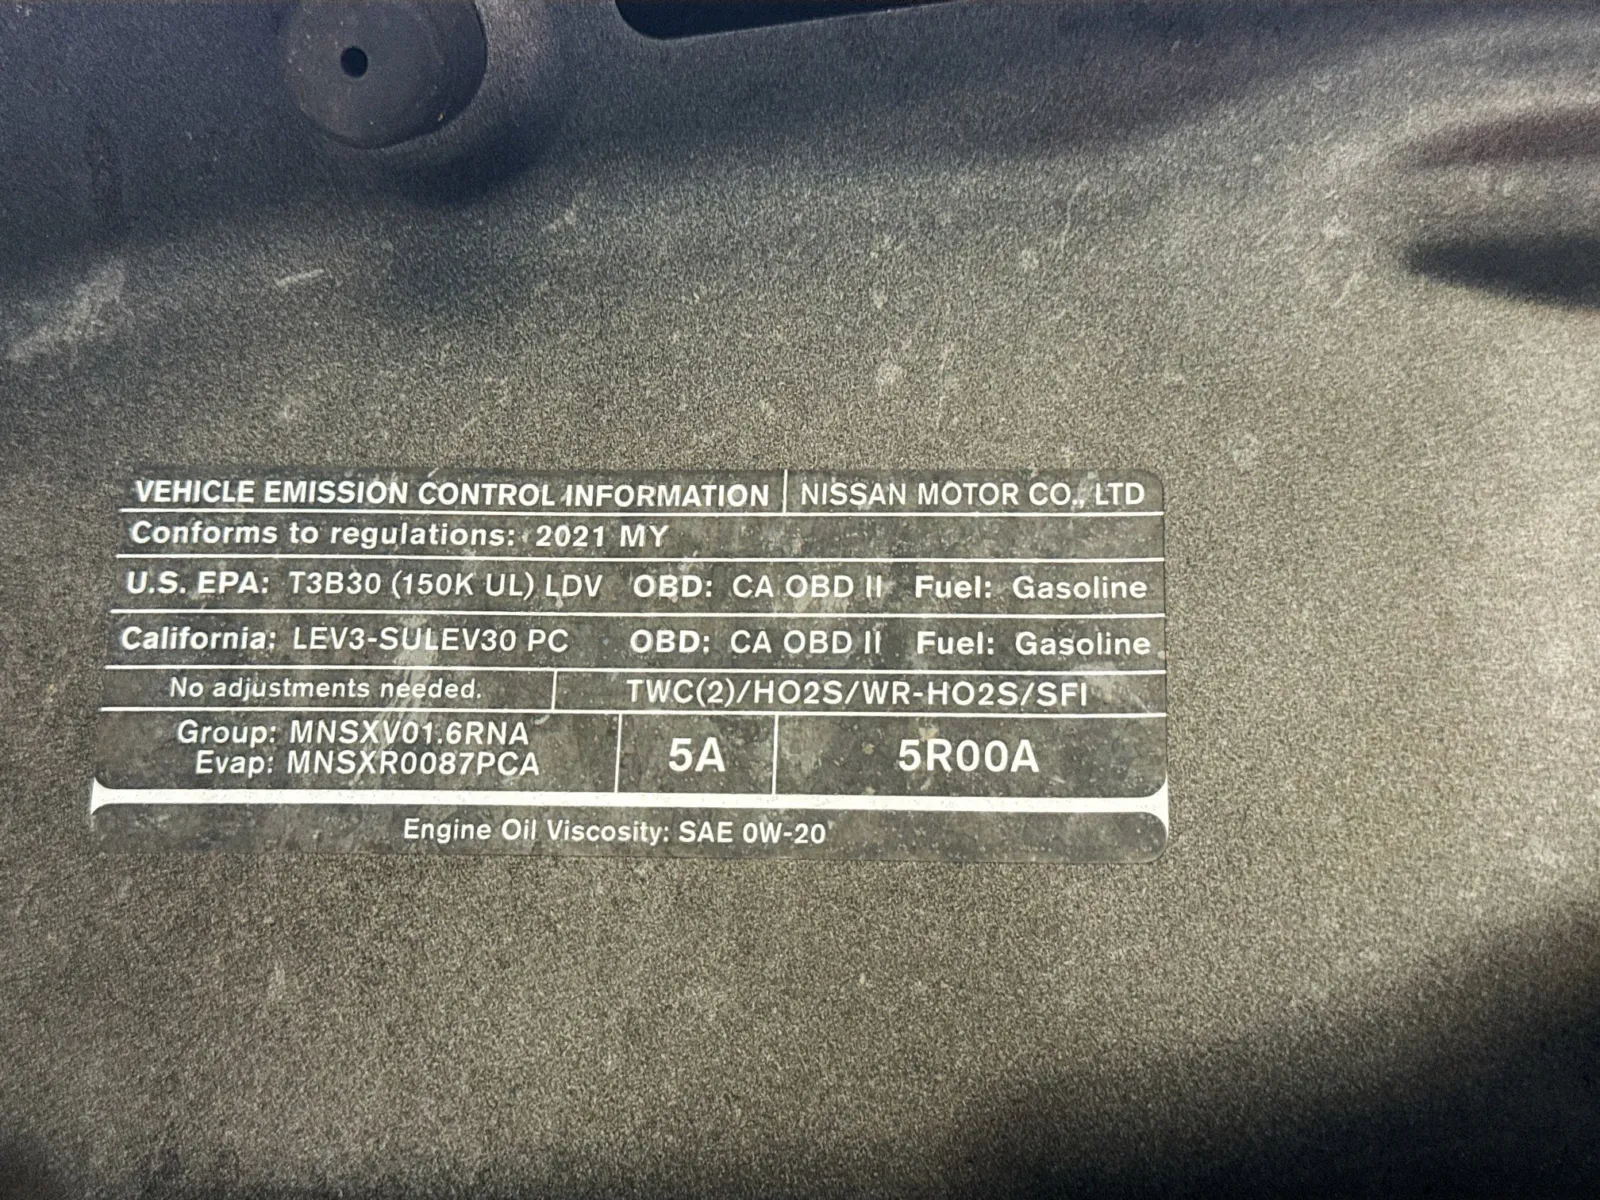 VEHICLE EMISSION CONTROL INFORMATION NISSAN MOTOR CO., LTD
Conforms to regulations: 2021 MY
U.S. EPA: T3B30 (150K UL) LDV OBD: CA OBD II Fuel: Gasoline
California: LEV3-SULEV30 PC OBD: CA OBD II Fuel: Gasoline
No adjustments needed. TWC(2)/HO2S/WR-HO2S/SFI
Group: MNSXV01.6RNA
Evap: MNSXR0087PCA
5A
5R00A
Engine Oil Viscosity: SAE 0W-20